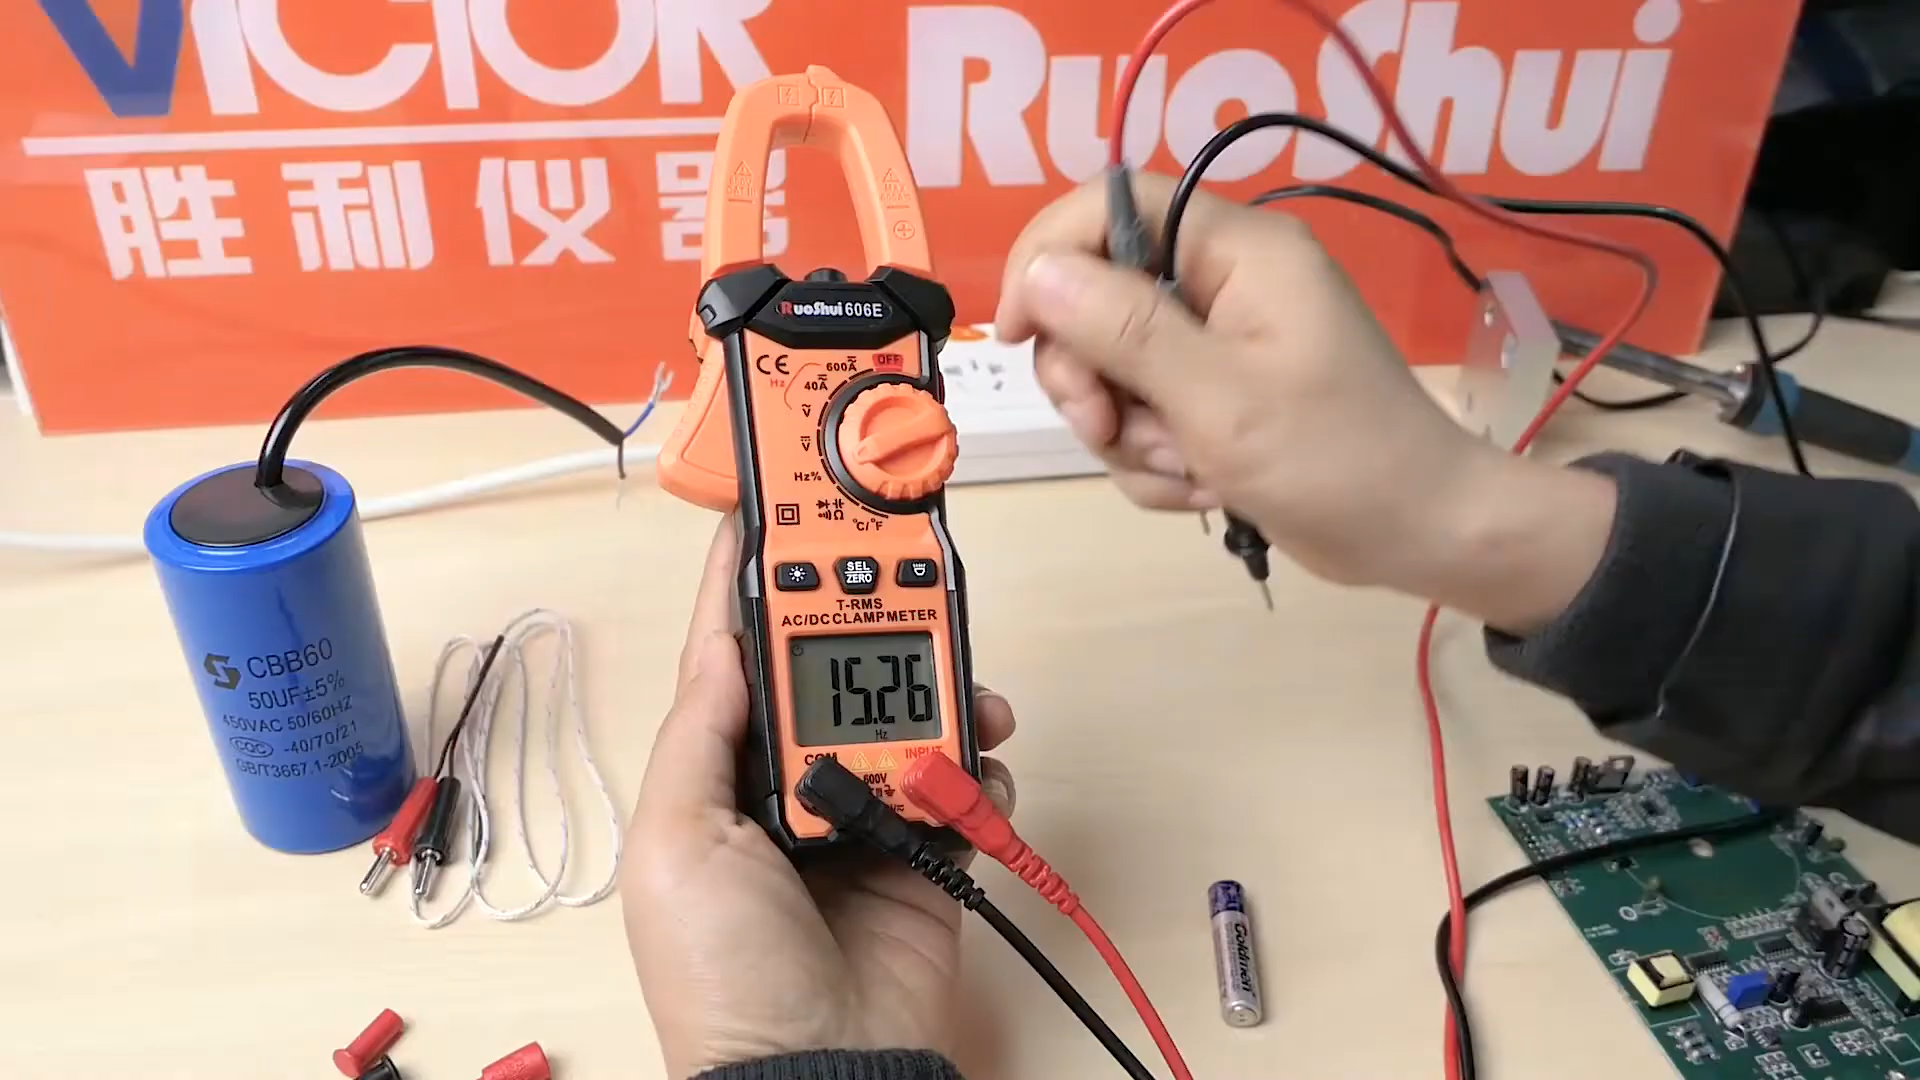 VICTOR
胜利仪器
RuoShui
RuoShui 606E
CE
OFF
600A
Hz
40A
V
V
Hz%
Ω
°C/°F
SEL
ZERO
T-RMS
AC/DC CLAMP METER
15.26
Hz
COM
INPUT
600V
CBB60
50UF±5%
450VAC 50/60HZ
CQC -40/70/21
GB/T3667.1-2005
Goldmen